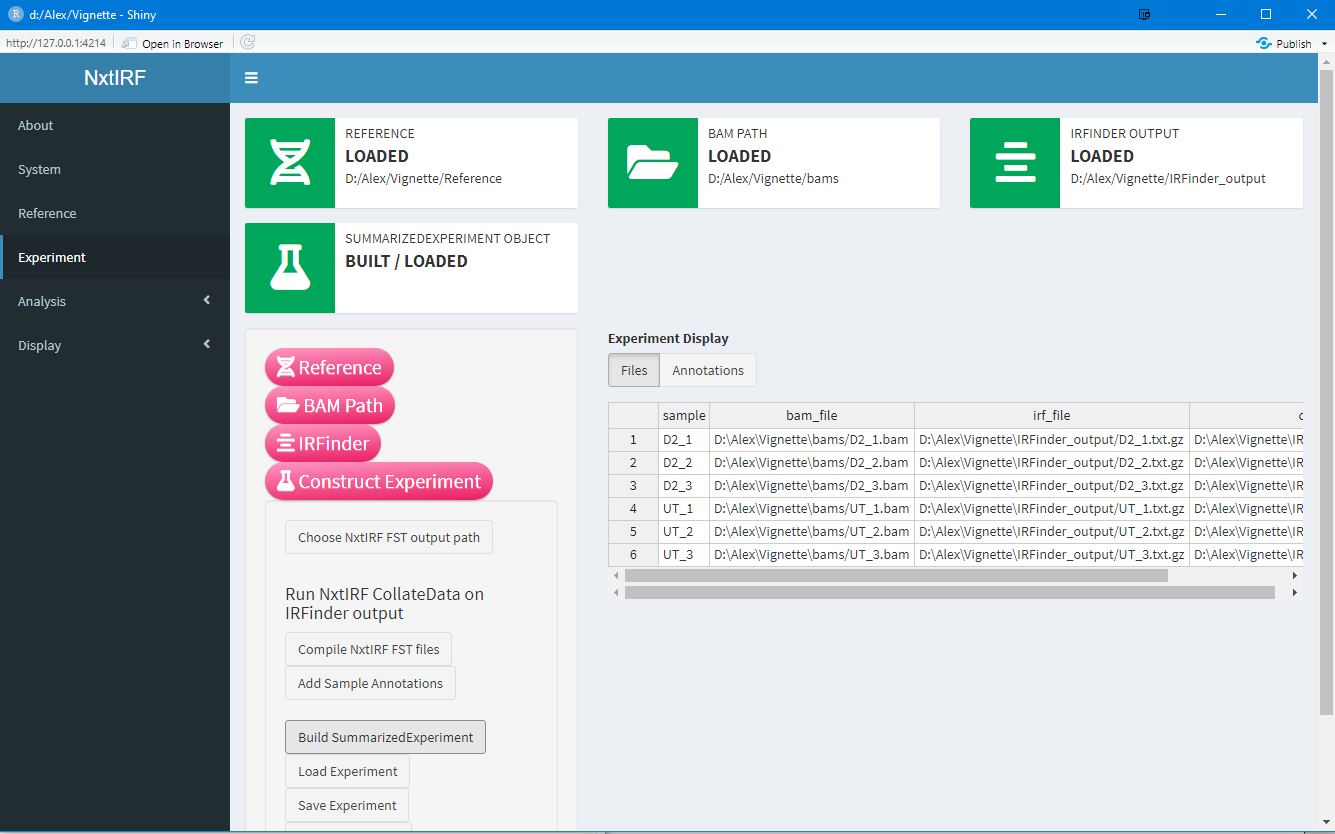 d:/Alex/Vignette - Shiny
http://127.0.0.1:4214 Open in Browser Publish
NxtIRF
About
System
Reference
Experiment
Analysis
Display
REFERENCE
LOADED
D:/Alex/Vignette/Reference
BAM PATH
LOADED
D:/Alex/Vignette/bams
IRFINDER OUTPUT
LOADED
D:/Alex/Vignette/IRFinder_output
SUMMARIZEDEXPERIMENT OBJECT
BUILT / LOADED
Reference
BAM Path
IRFinder
Construct Experiment
Choose NxtIRF FST output path
Run NxtIRF CollateData on
IRFinder output
Compile NxtIRF FST files
Add Sample Annotations
Build SummarizedExperiment
Load Experiment
Save Experiment
Experiment Display
Files Annotations
sample bam_file irf_file
1 D2_1 D:\Alex\Vignette\bams/D2_1.bam D:\Alex\Vignette\IRFinder_output/D2_1.txt.gz D:\Alex\Vignette\IR
2 D2_2 D:\Alex\Vignette\bams/D2_2.bam D:\Alex\Vignette\IRFinder_output/D2_2.txt.gz D:\Alex\Vignette\IR
3 D2_3 D:\Alex\Vignette\bams/D2_3.bam D:\Alex\Vignette\IRFinder_output/D2_3.txt.gz D:\Alex\Vignette\IR
4 UT_1 D:\Alex\Vignette\bams/UT_1.bam D:\Alex\Vignette\IRFinder_output/UT_1.txt.gz D:\Alex\Vignette\IR
5 UT_2 D:\Alex\Vignette\bams/UT_2.bam D:\Alex\Vignette\IRFinder_output/UT_2.txt.gz D:\Alex\Vignette\IR
6 UT_3 D:\Alex\Vignette\bams/UT_3.bam D:\Alex\Vignette\IRFinder_output/UT_3.txt.gz D:\Alex\Vignette\IR